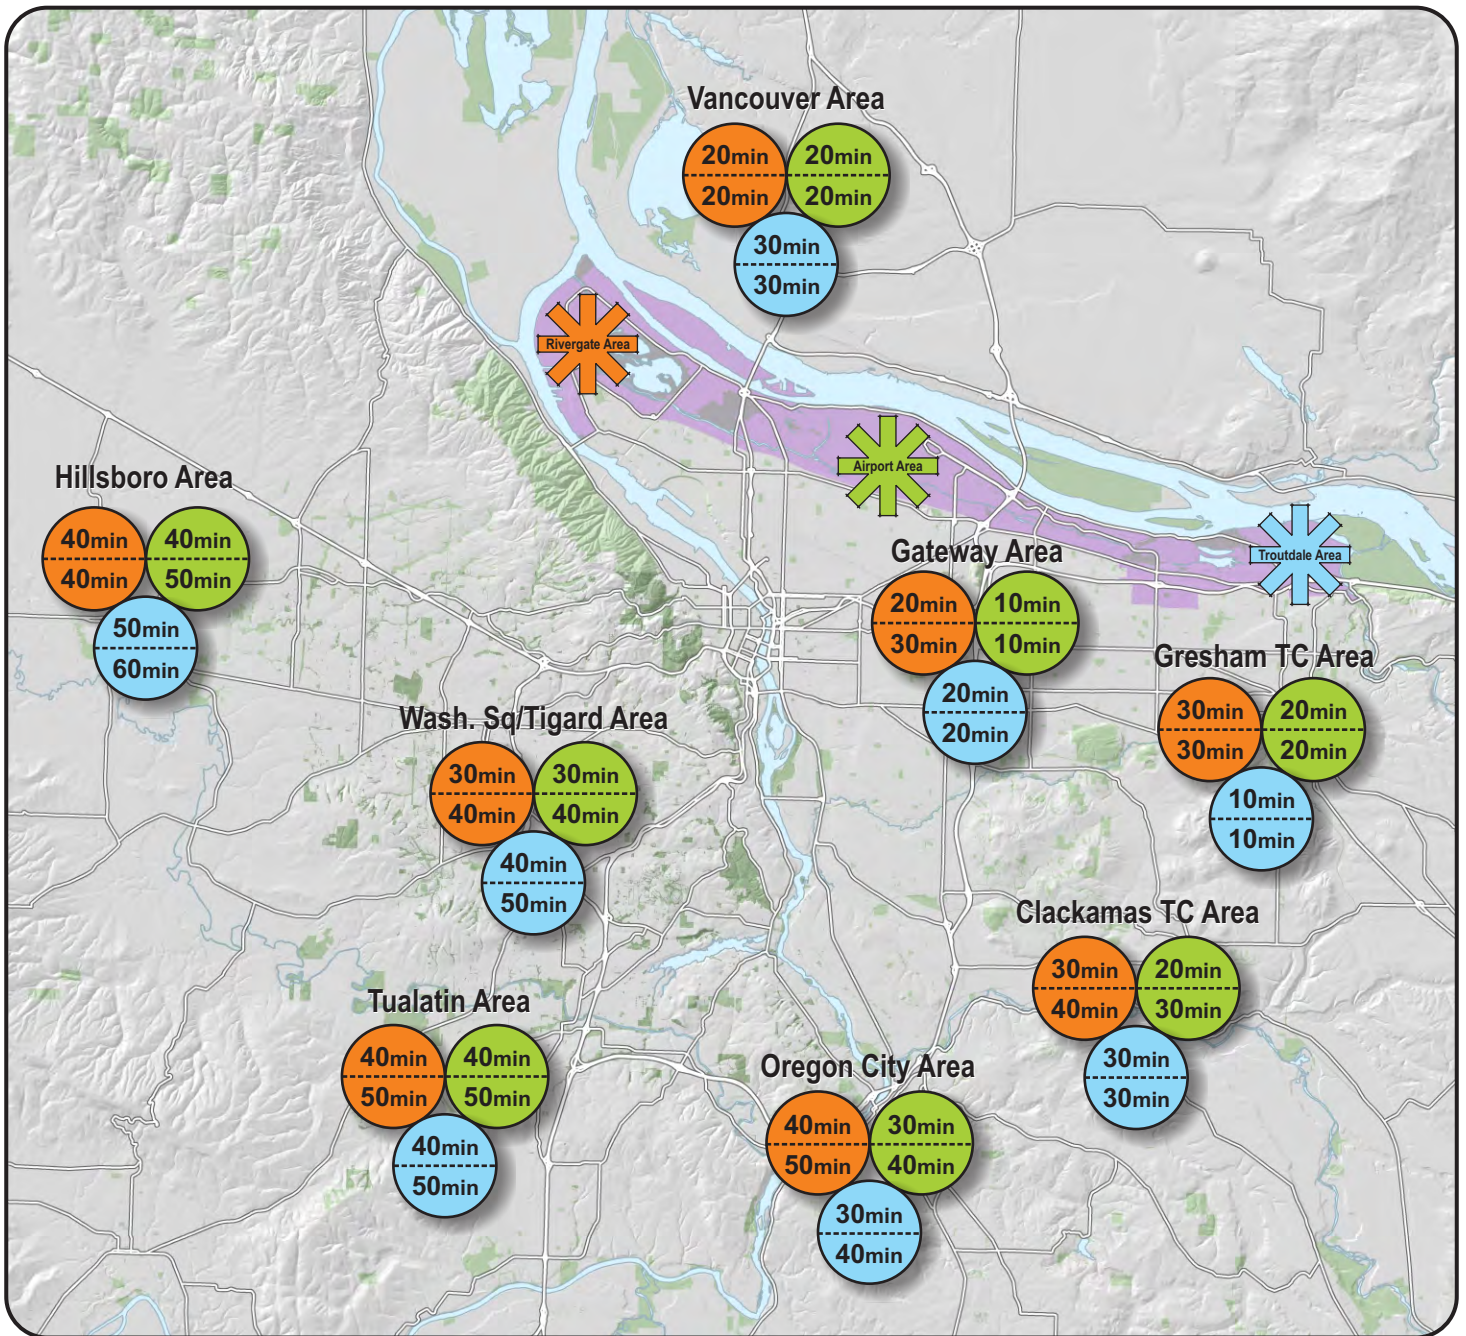 Vancouver Area
20min 20min
20min 20min
30min
30min
Rivergate Area
Airport Area
Troutdale Area
Hillsboro Area
40min 40min
40min 50min
50min
60min
Gateway Area
20min 10min
30min 10min
20min
20min
Gresham TC Area
30min 20min
30min 20min
10min
10min
Wash. Sq/Tigard Area
30min 30min
40min 40min
40min
50min
Clackamas TC Area
30min 20min
40min 30min
30min
30min
Tualatin Area
40min 40min
50min 50min
40min
50min
Oregon City Area
40min 30min
50min 40min
30min
40min